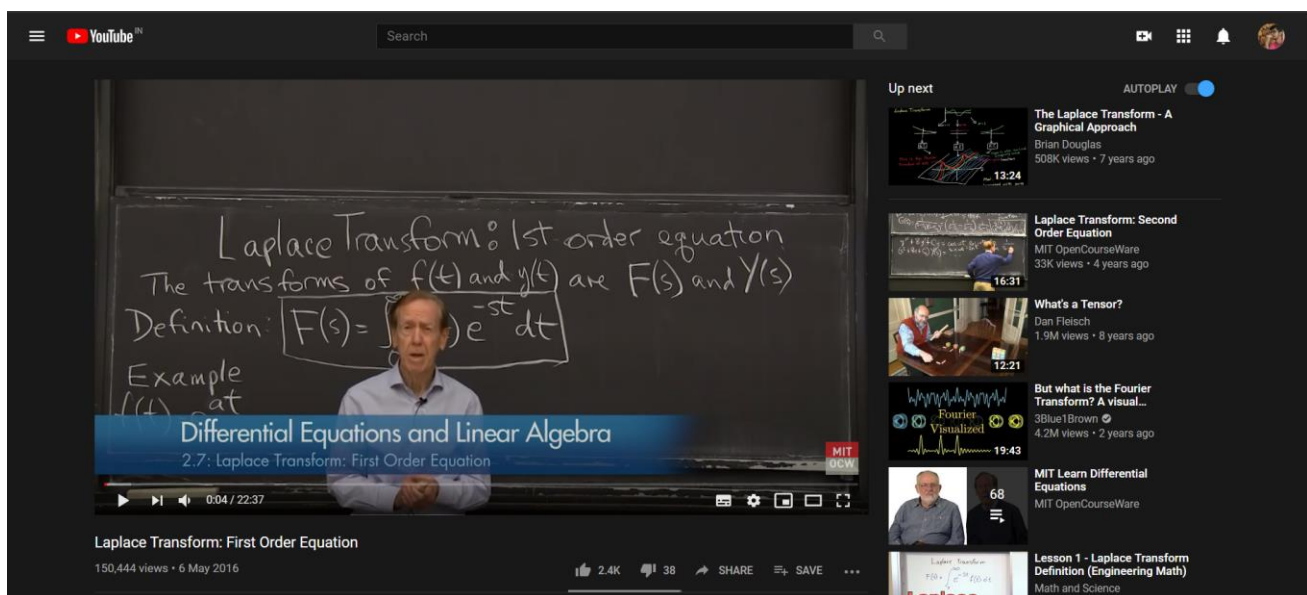 YouTube IN
Search
Laplace Transform: 1st order equation
The transforms of f(t) and y(t) are F(s) and Y(s)
Definition: F(s)= ) e^-st dt
Example
f(t) at
Differential Equations and Linear Algebra
2.7: Laplace Transform: First Order Equation
MIT
OCW
0:04 / 22:37
Laplace Transform: First Order Equation
150,444 views • 6 May 2016
2.4K 38 SHARE SAVE
Up next AUTOPLAY
The Laplace Transform - A
Graphical Approach
Brian Douglas
508K views • 7 years ago
13:24
Laplace Transform: Second
Order Equation
MIT OpenCourseWare
33K views • 4 years ago
16:31
What's a Tensor?
Dan Fleisch
1.9M views • 8 years ago
12:21
But what is the Fourier
Transform? A visual...
3Blue1Brown
4.2M views • 2 years ago
Fourier
Visualized
19:43
MIT Learn Differential
Equations
MIT OpenCourseWare
68
Lesson 1 - Laplace Transform
Definition (Engineering Math)
Math and Science
Laplace Transform